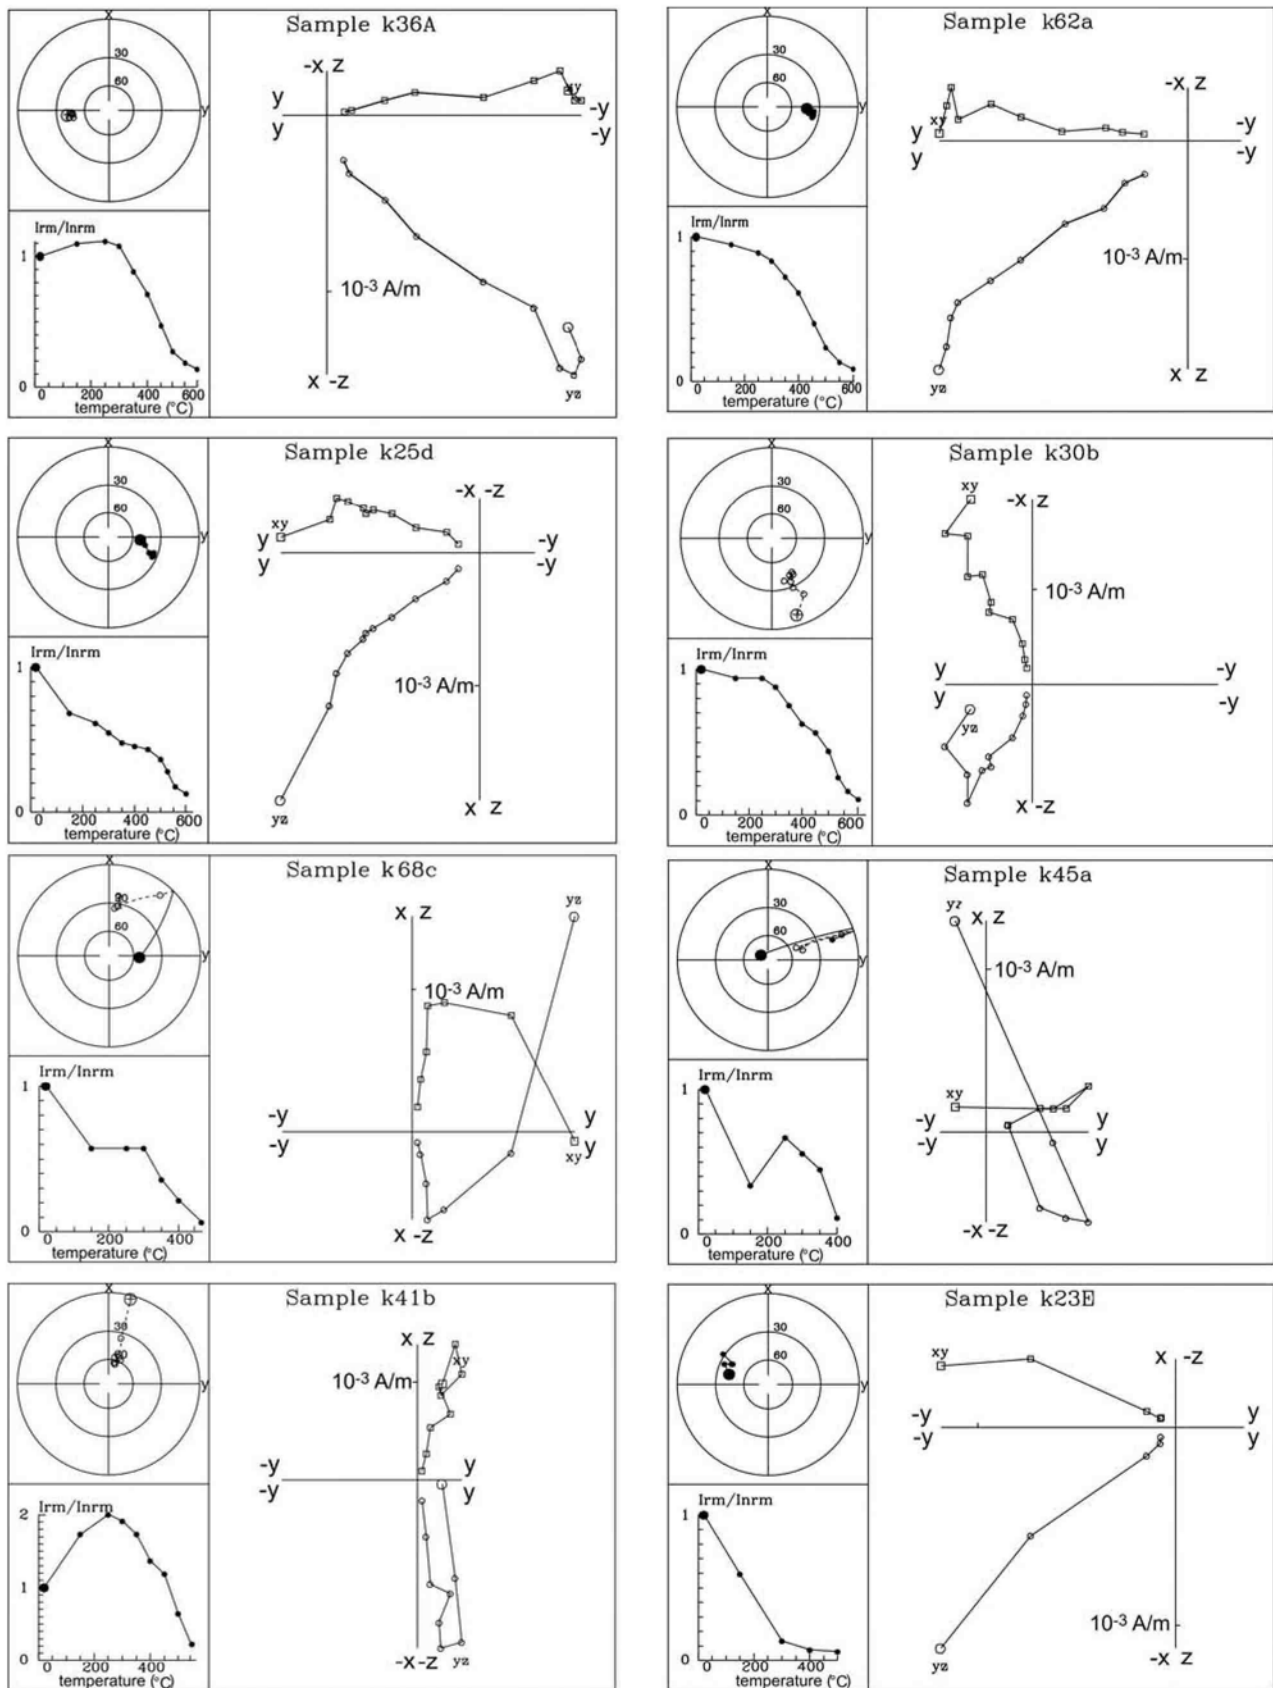 Sample k36A
x
30
60
y
-x z
y xy -y
y -y
10-3 A/m
x -z
yz
Irm/Inrm
1
0
0 200 400 600
temperature (°C)
Sample k62a
x
30
60
y
xy
y -y
y -y
10-3 A/m
x z
yz
Irm/Inrm
1
0
0 200 400 600
temperature (°C)
Sample k25d
x
30
60
y
-x -z
xy
y -y
y -y
10-3 A/m
x z
yz
Irm/Inrm
1
0
0 200 400 600
temperature (°C)
Sample k30b
x
30
60
y
xy
-x z
10-3 A/m
y -y
y -y
yz
x -z
Irm/Inrm
1
0
0 200 400 600
temperature (°C)
Sample k68c
x
60
y
x z
yz
10-3 A/m
-y y
-y y
xy
x -z
Irm/Inrm
1
0
0 200 400
temperature (°C)
Sample k45a
x
30
60
y
yz
x z
10-3 A/m
xy
-y y
-y y
-x -z
Irm/Inrm
1
0
0 200 400
temperature (°C)
Sample k41b
x
30
y
x z
xy
10-3 A/m
-y y
-y y
-x -z
yz
Irm/Inrm
2
1
0
0 200 400
temperature (°C)
Sample k23E
x
30
60
y
xy
x -z
-y y
-y y
10-3 A/m
-x z
yz
Irm/Inrm
1
0
0 200 400
temperature (°C)